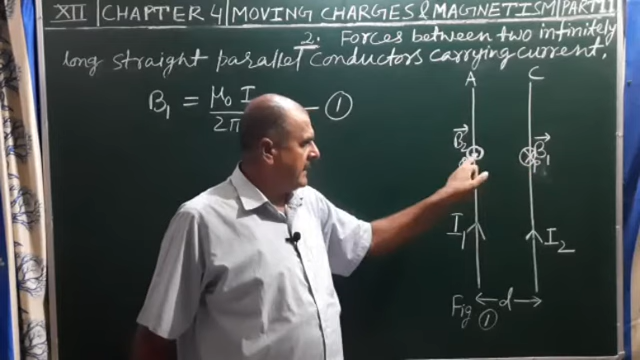 XII | CHAPTER 4 | MOVING CHARGES & MAGNETISM | PART 11
2. Forces between two infinitely
long straight parallel conductors carrying current.
B₁ = μ₀ I / 2π — ①
A C
B₂ B₁
I₁ I₂
Fig ① d